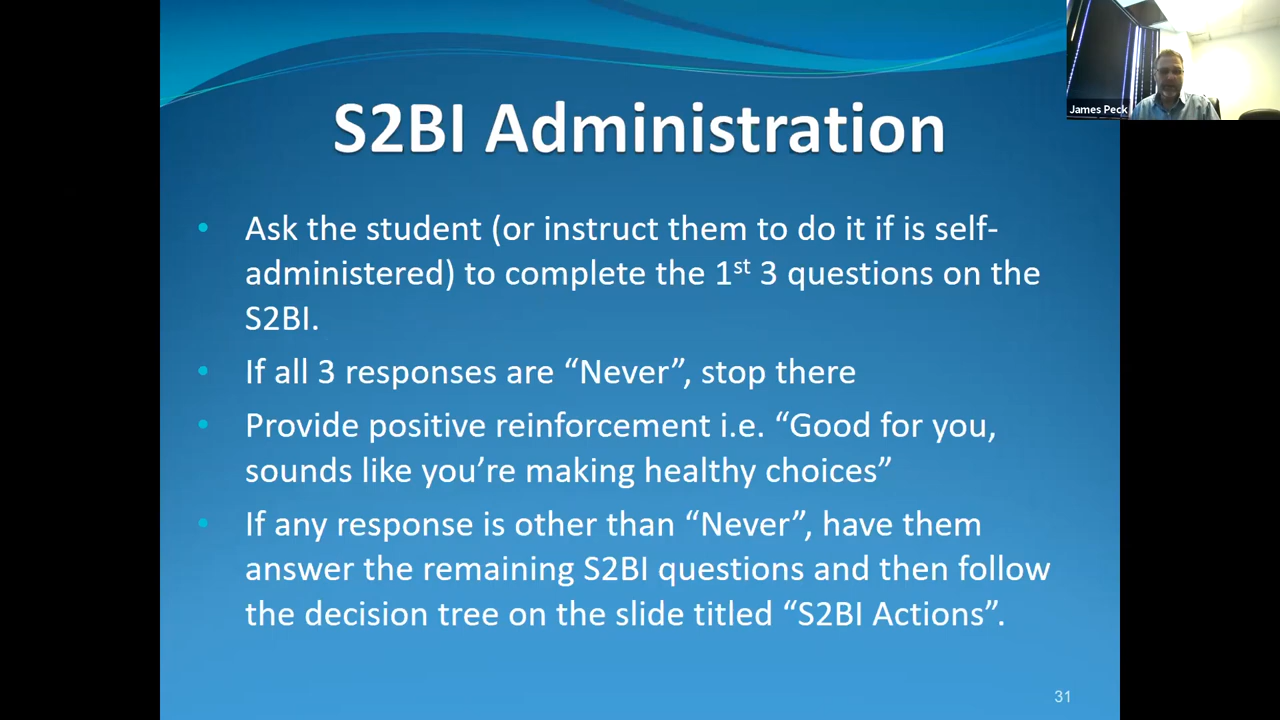 James Peck
S2BI Administration
• Ask the student (or instruct them to do it if is self-
administered) to complete the 1st 3 questions on the
S2BI.
• If all 3 responses are “Never”, stop there
• Provide positive reinforcement i.e. “Good for you,
sounds like you’re making healthy choices”
• If any response is other than “Never”, have them
answer the remaining S2BI questions and then follow
the decision tree on the slide titled “S2BI Actions”.
31